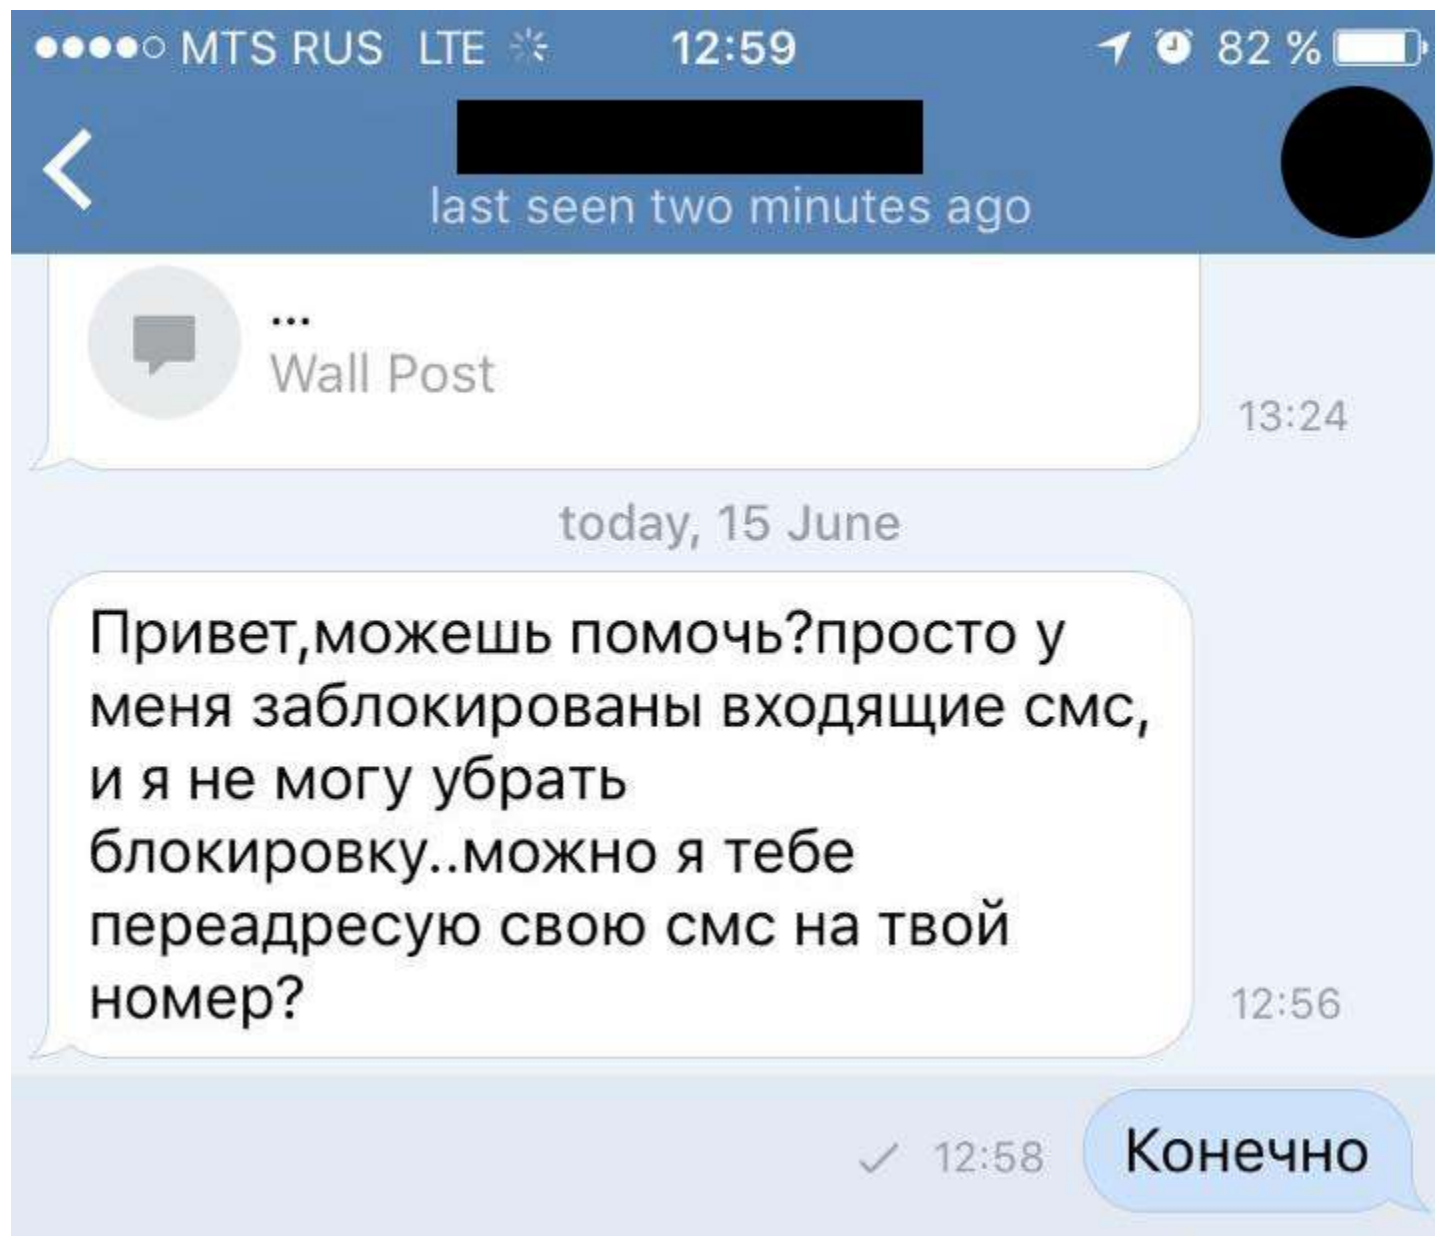 MTS RUS LTE 12:59 82 %
last seen two minutes ago
...
Wall Post
13:24
today, 15 June
Привет,можешь помочь?просто у
меня заблокированы входящие смс,
и я не могу убрать
блокировку..можно я тебе
переадресую свою смс на твой
номер?
12:56
12:58 Конечно